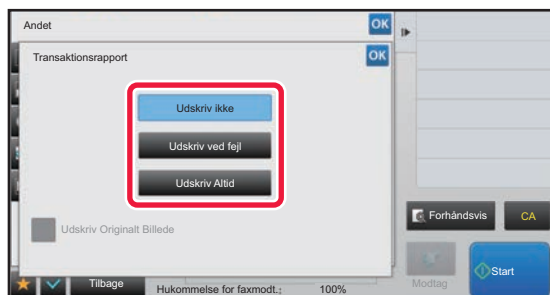 Andet
OK
Transaktionsrapport
OK
Udskriv ikke
Udskriv ved fejl
Udskriv Altid
Udskriv Originalt Billede
Forhåndsvis
CA
Tilbage
Hukommelse for faxmodt.:
100%
Modtag
Start